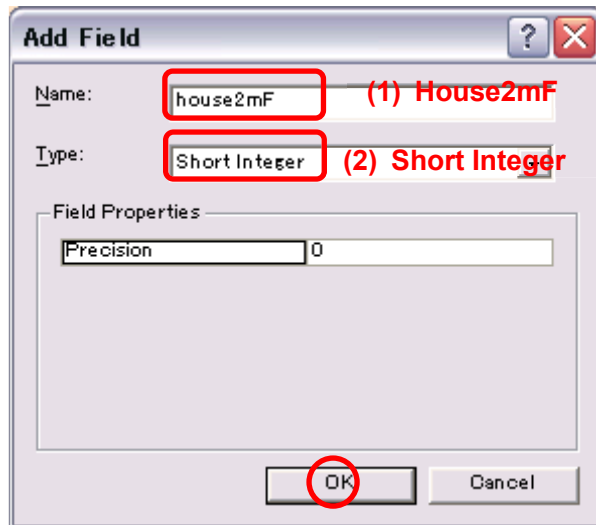 Add Field
Name: house2mF (1) House2mF
Type: Short Integer (2) Short Integer
Field Properties
Precision 0
OK Cancel